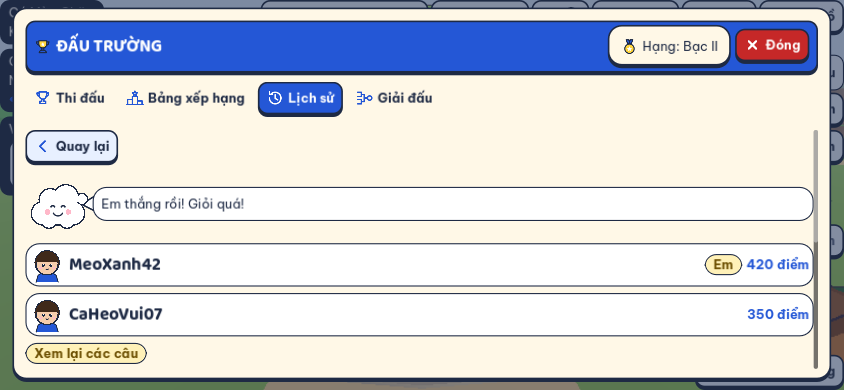 ĐẤU TRƯỜNG
Hạng: Bạc II
Đóng
Thi đấu
Bảng xếp hạng
Lịch sử
Giải đấu
Quay lại
Em thắng rồi! Giỏi quá!
MeoXanh42
Em
420 điểm
CaHeoVui07
350 điểm
Xem lại các câu